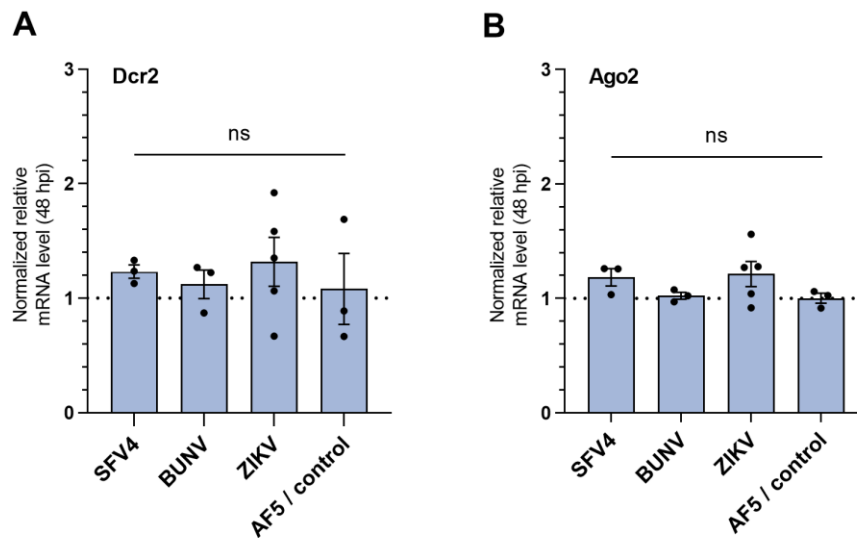 A
Dcr2
ns
Normalized relative
mRNA level (48 hpi)
3
2
1
0
SFV4
BUNV
ZIKV
AF5 / control
B
Ago2
ns
Normalized relative
mRNA level (48 hpi)
3
2
1
0
SFV4
BUNV
ZIKV
AF5 / control